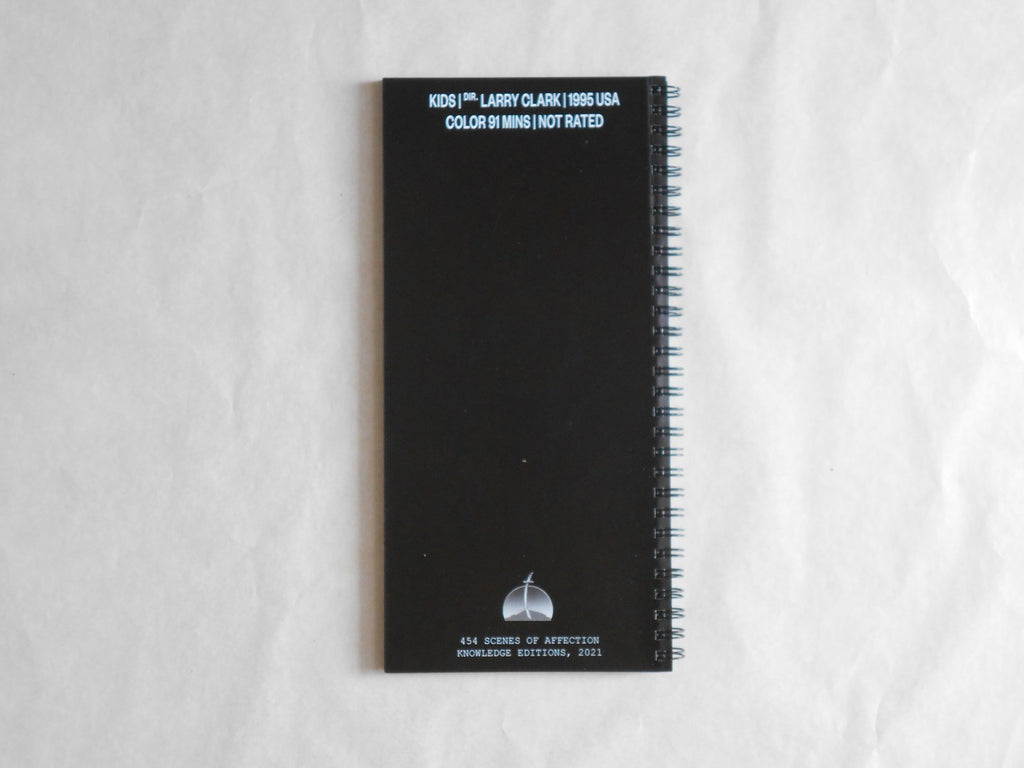 KIDS | DIR. LARRY CLARK | 1995 USA
COLOR 91 MINS | NOT RATED
454 SCENES OF AFFECTION
KNOWLEDGE EDITIONS, 2021